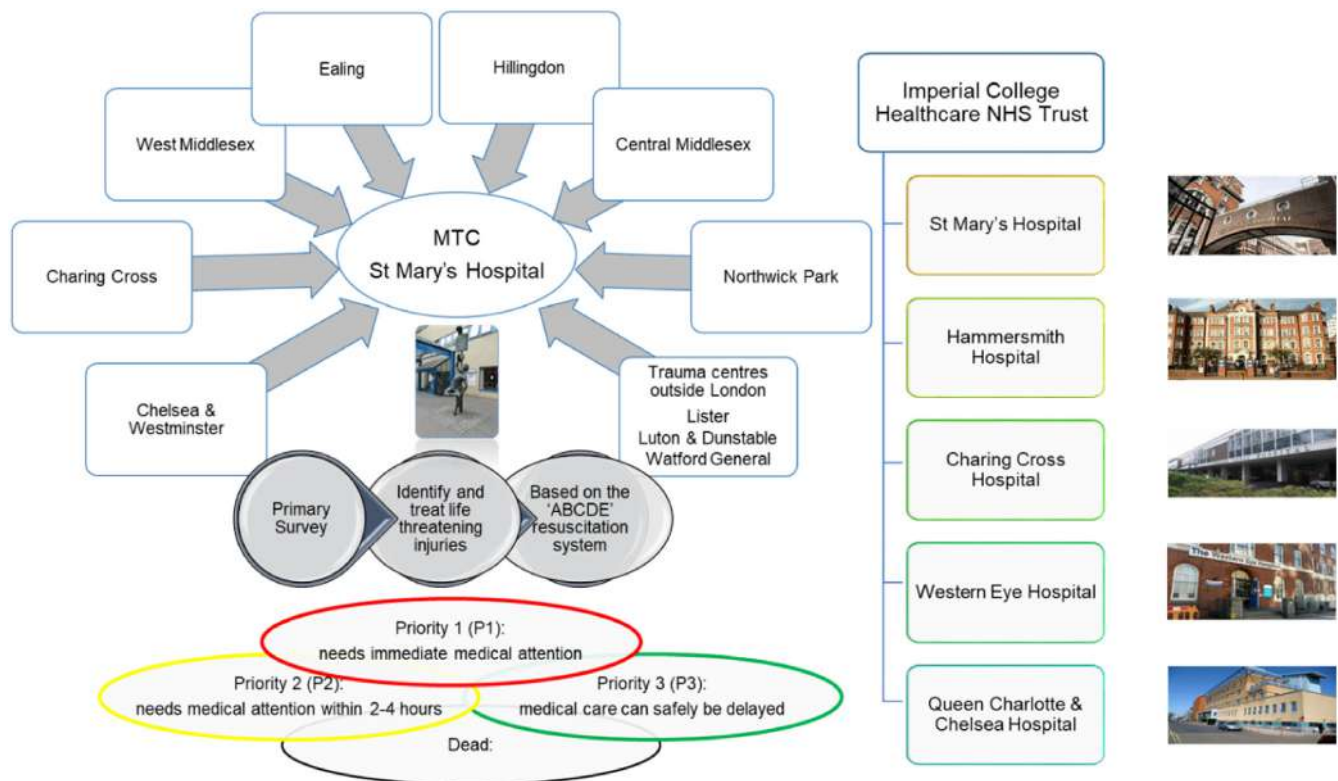 Ealing
Hillingdon
West Middlesex
Central Middlesex
Charing Cross
MTC
St Mary's Hospital
Northwick Park
Chelsea &
Westminster
Trauma centres
outside London
Lister
Luton & Dunstable
Watford General
Primary
Survey
Identify and
treat life
threatening
injuries
Based on the
'ABCDE'
resuscitation
system
Priority 1 (P1):
needs immediate medical attention
Priority 2 (P2):
needs medical attention within 2-4 hours
Priority 3 (P3):
medical care can safely be delayed
Dead:
Imperial College
Healthcare NHS Trust
St Mary's Hospital
Hammersmith
Hospital
Charing Cross
Hospital
Western Eye Hospital
Queen Charlotte &
Chelsea Hospital
The Western Eye